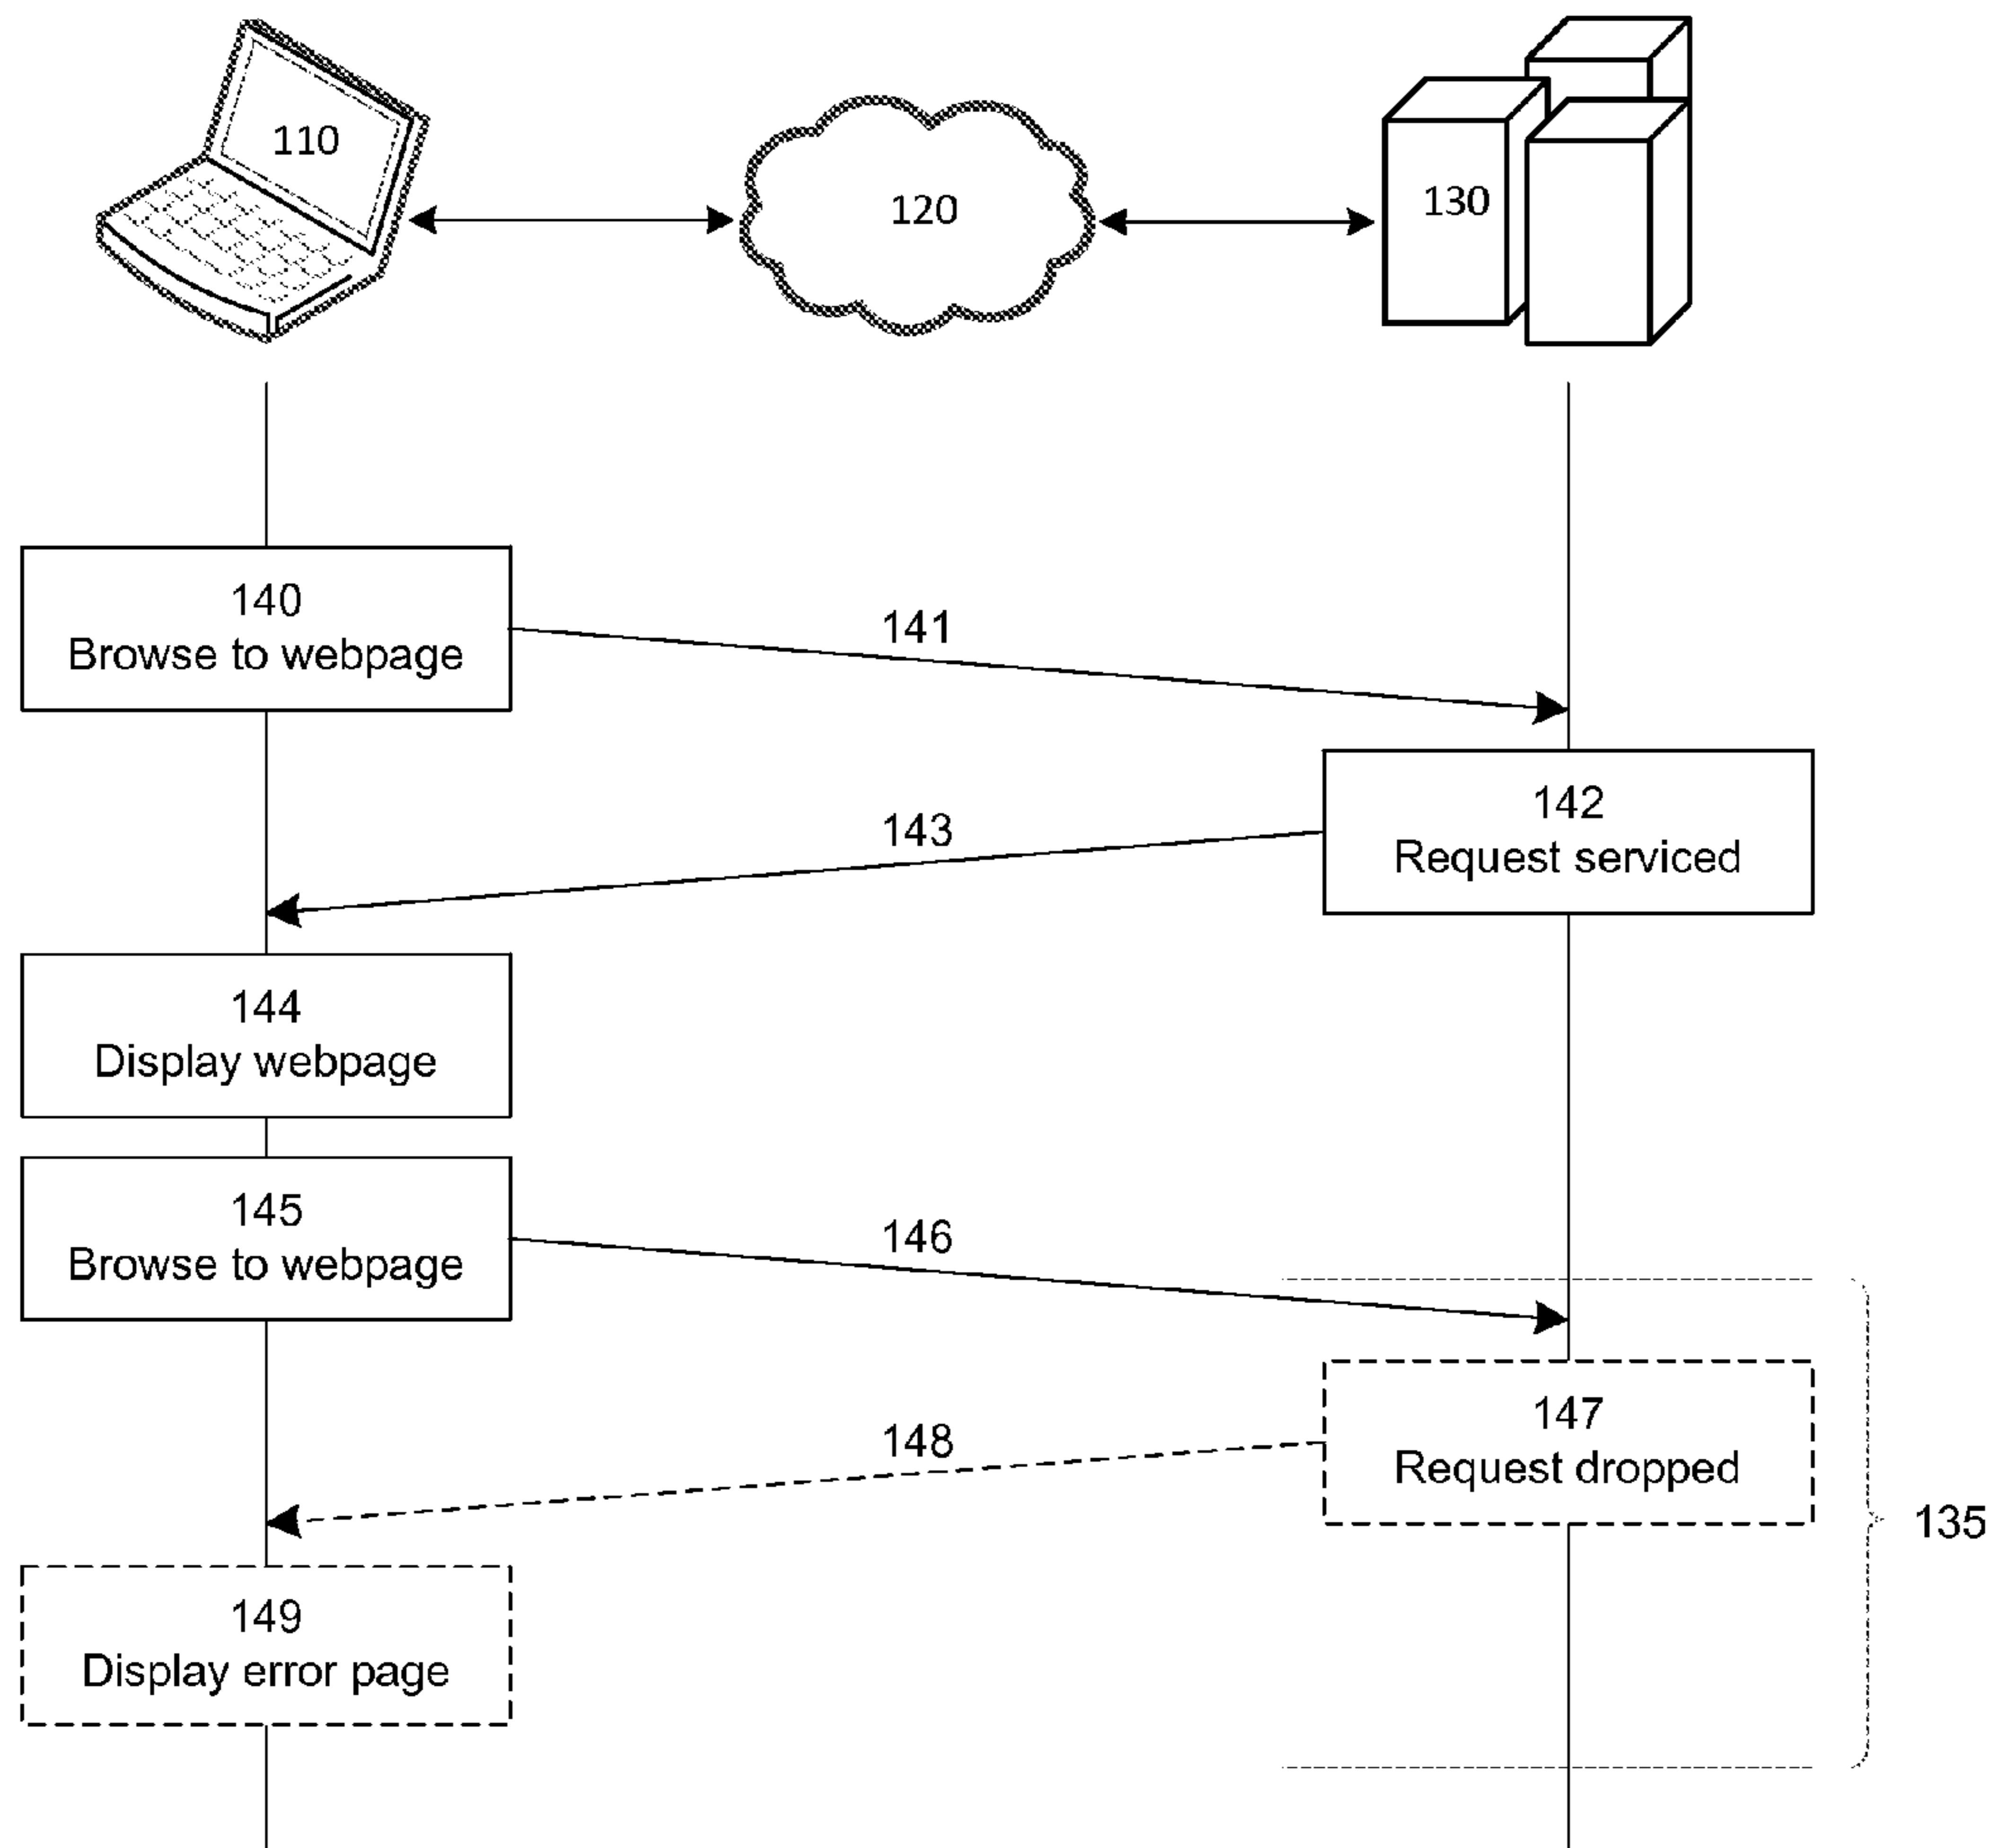 110
120
130
140
Browse to webpage
141
142
Request serviced
143
144
Display webpage
145
Browse to webpage
146
147
Request dropped
148
135
149
Display error page